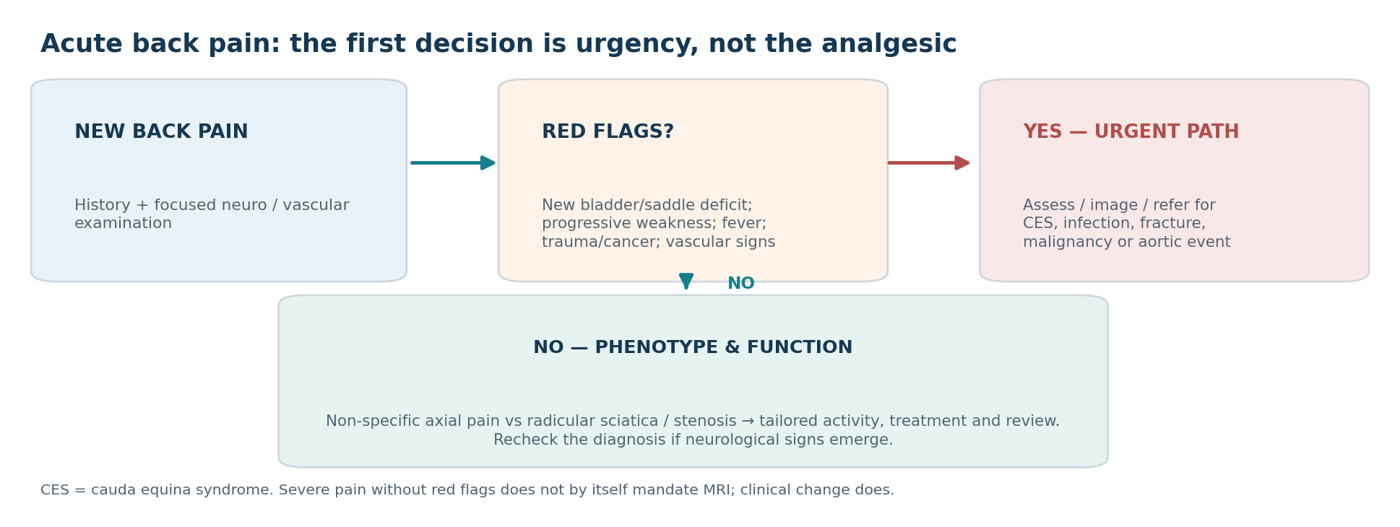 Acute back pain: the first decision is urgency, not the analgesic
NEW BACK PAIN
History + focused neuro / vascular
examination
RED FLAGS?
New bladder/saddle deficit;
progressive weakness; fever;
trauma/cancer; vascular signs
YES — URGENT PATH
Assess / image / refer for
CES, infection, fracture,
malignancy or aortic event
NO
NO — PHENOTYPE & FUNCTION
Non-specific axial pain vs radicular sciatica / stenosis → tailored activity, treatment and review.
Recheck the diagnosis if neurological signs emerge.
CES = cauda equina syndrome. Severe pain without red flags does not by itself mandate MRI; clinical change does.